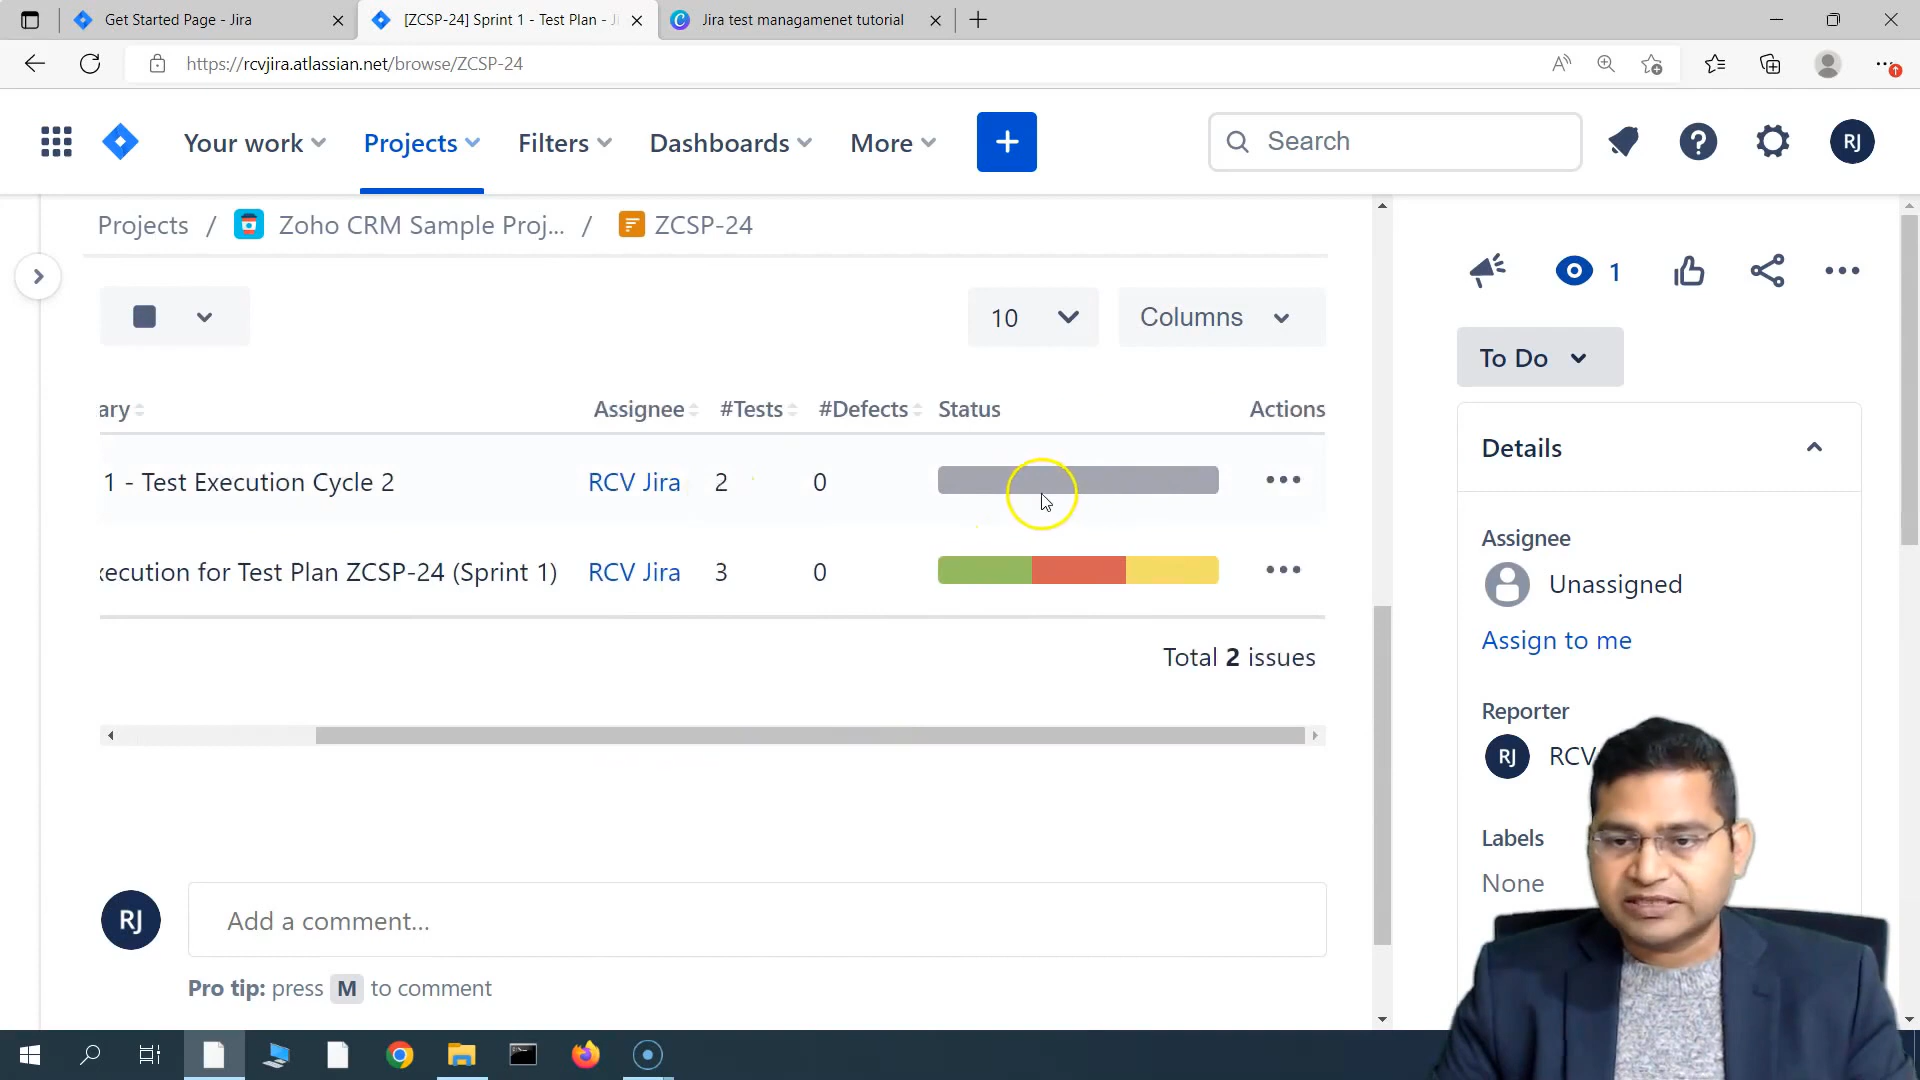 Get Started Page - Jira
[ZCSP-24] Sprint 1 - Test Plan - Ji
Jira test managamenet tutorial
https://rcvjira.atlassian.net/browse/ZCSP-24
Your work
Projects
Filters
Dashboards
More
Search
RJ
Projects / Zoho CRM Sample Proj... / ZCSP-24
1
10
Columns
To Do
ary Assignee #Tests #Defects Status Actions
1 - Test Execution Cycle 2 RCV Jira 2 0
xecution for Test Plan ZCSP-24 (Sprint 1) RCV Jira 3 0
Total 2 issues
Details
Assignee
Unassigned
Assign to me
Reporter
RJ RCV
Labels
None
RJ Add a comment...
Pro tip: press M to comment